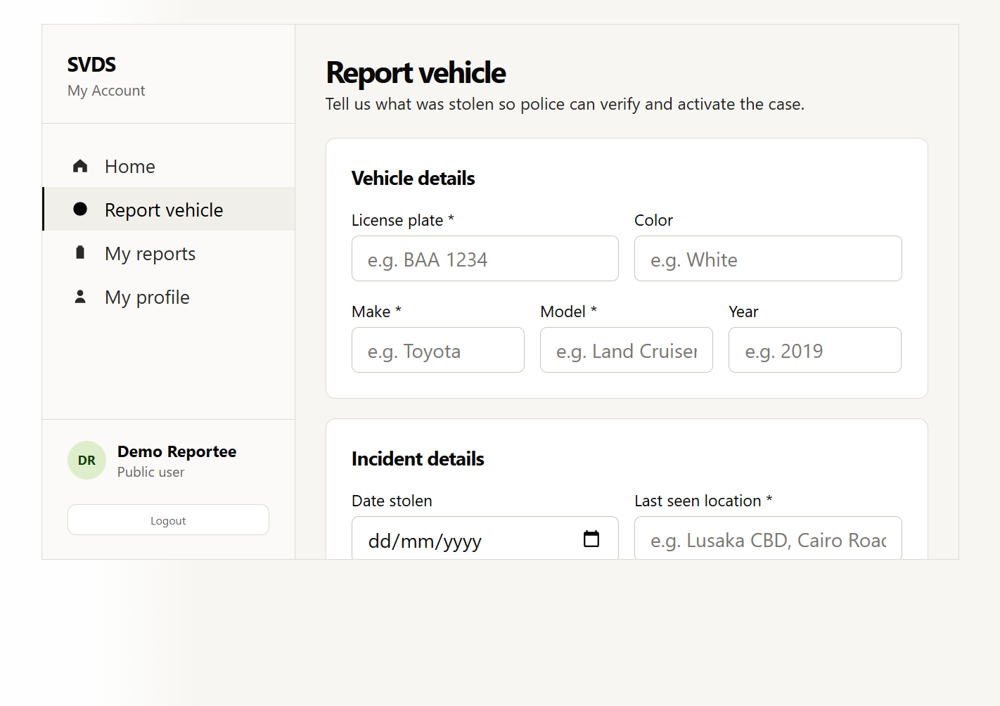 SVDS
My Account
Home
Report vehicle
My reports
My profile
DR
Demo Reportee
Public user
Logout
Report vehicle
Tell us what was stolen so police can verify and activate the case.
Vehicle details
License plate *
Color
e.g. BAA 1234
e.g. White
Make *
Model *
Year
e.g. Toyota
e.g. Land Cruiser
e.g. 2019
Incident details
Date stolen
Last seen location *
dd/mm/yyyy
e.g. Lusaka CBD, Cairo Road